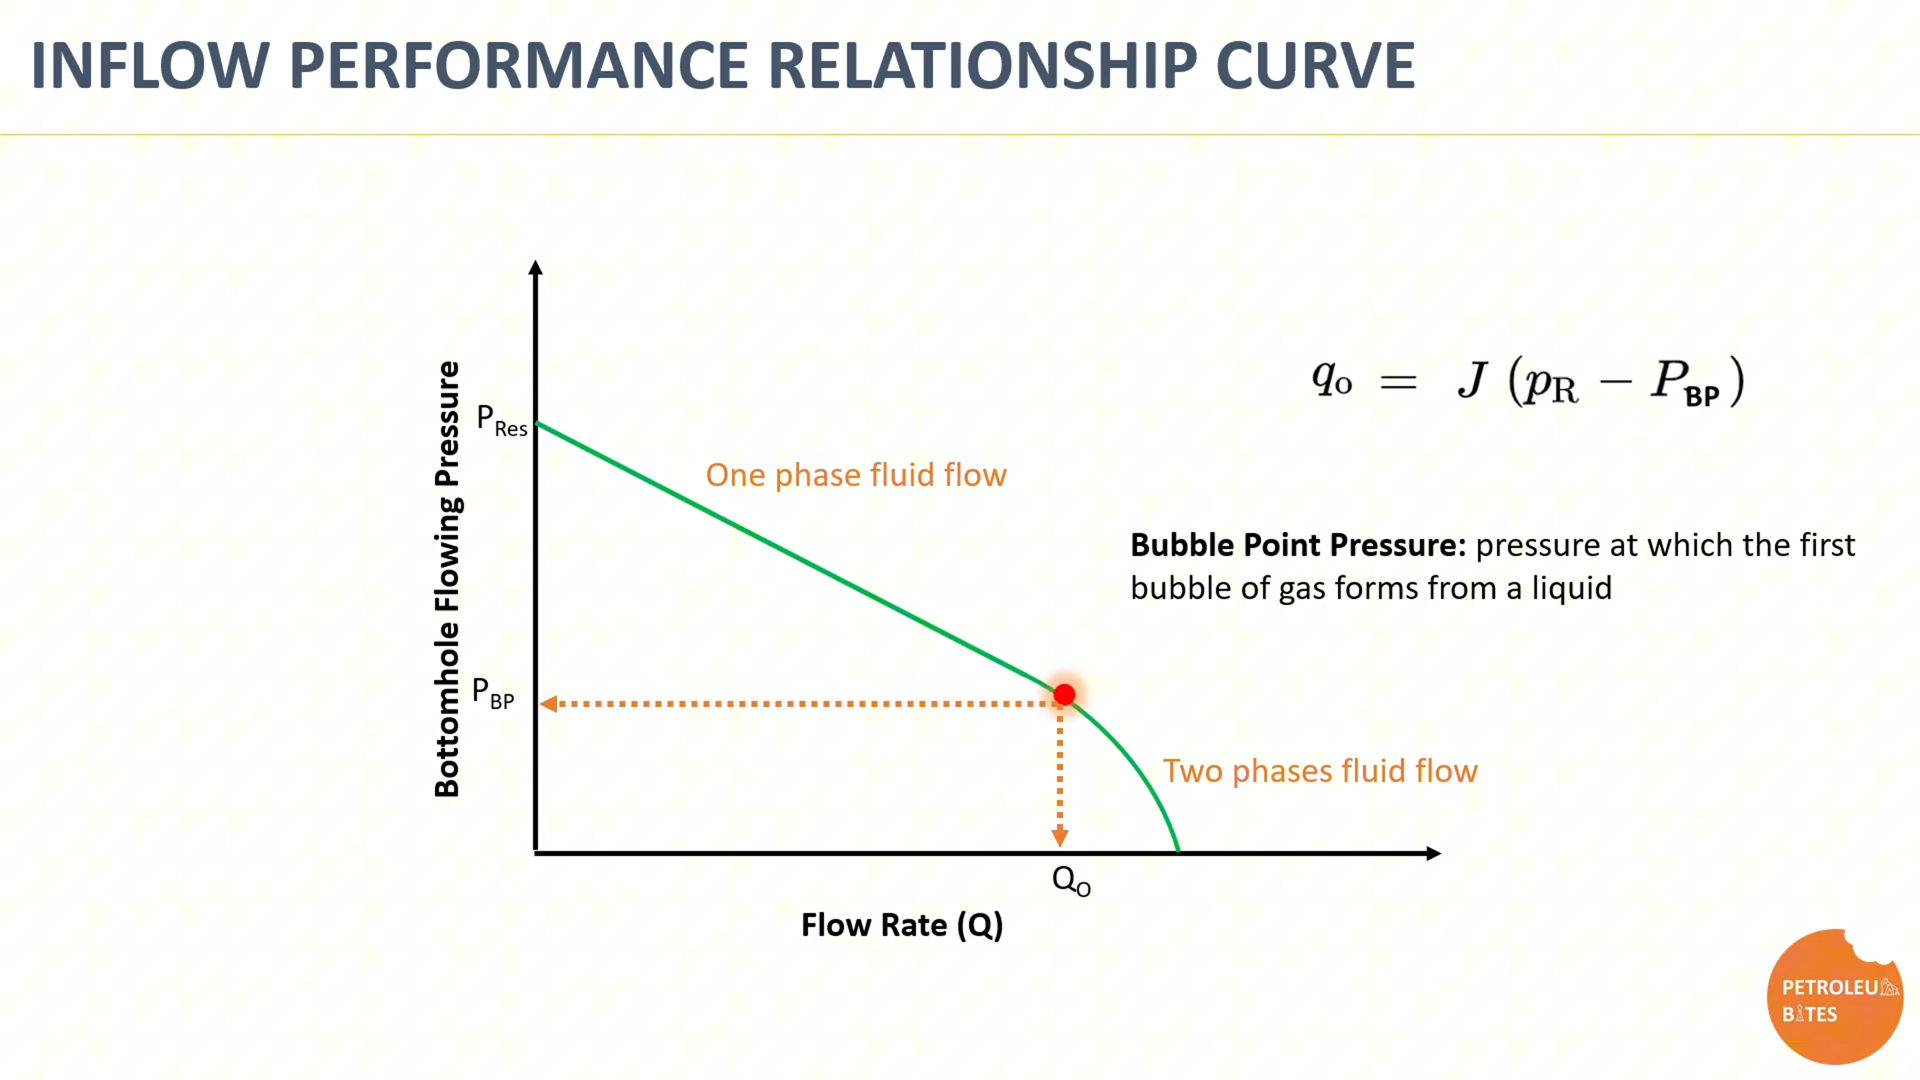 INFLOW PERFORMANCE RELATIONSHIP CURVE
q_o = J (p_R − P_BP)
Bottomhole Flowing Pressure
P_Res
One phase fluid flow
Bubble Point Pressure: pressure at which the first
bubble of gas forms from a liquid
P_BP
Two phases fluid flow
Q_O
Flow Rate (Q)
PETROLEU
BITES